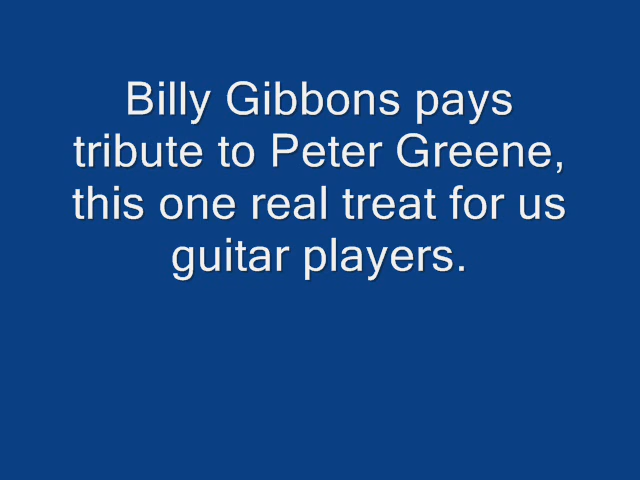 Billy Gibbons pays
tribute to Peter Greene,
this one real treat for us
guitar players.